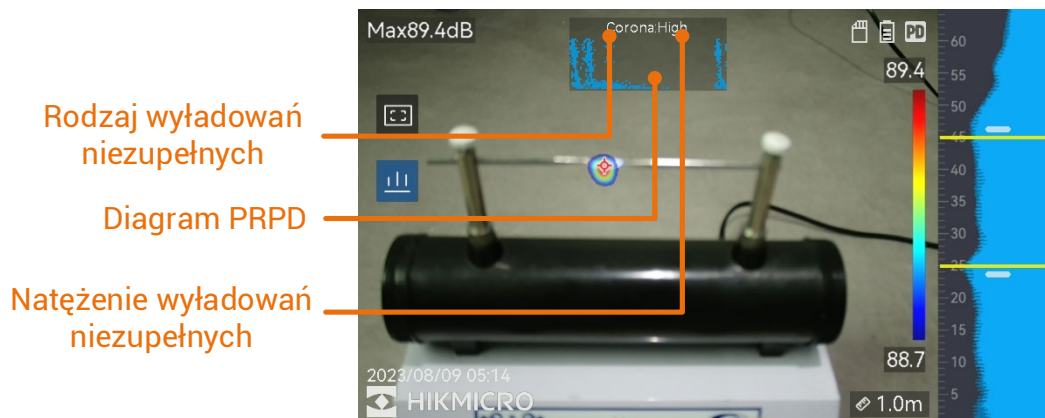 Max89.4dB
Corona:High
PD
60
89.4
55
50
Rodzaj wyładowań
niezupełnych
45
40
35
Diagram PRPD
30
25
Natężenie wyładowań
niezupełnych
20
15
88.7
10
2023/08/09 05:14
HIKMICRO
5
1.0m